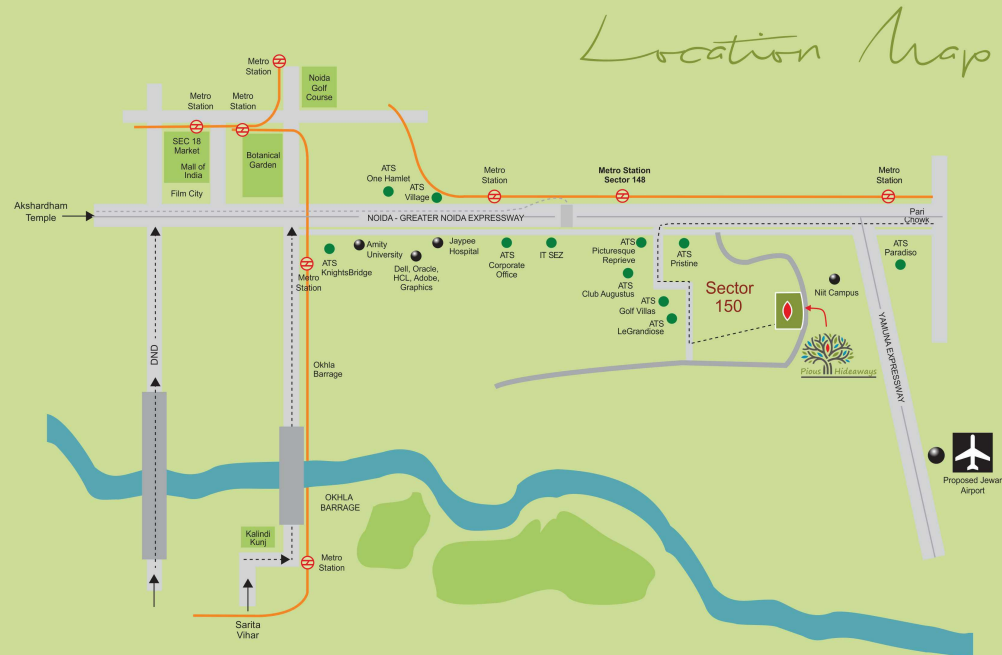 Location Map
Metro
Station
Noida
Golf
Course
Metro
Station
Metro
Station
SEC 18
Market
Mall of
India
Film City
Botanical
Garden
ATS
One Hamlet
ATS
Village
Metro
Station
Metro Station
Sector 148
Metro
Station
Akshardham
Temple
NOIDA - GREATER NOIDA EXPRESSWAY
Pari
Chowk
ATS
KnightsBridge
Amity
University
Dell, Oracle,
HCL, Adobe,
Graphics
Jaypee
Hospital
ATS
Corporate
Office
IT SEZ
ATS
Picturesque
Reprieve
ATS
Pristine
ATS
Paradiso
Metro
Station
ATS
Club Augustus
ATS
Golf Villas
ATS
LeGrandiose
Sector
150
Niit Campus
Pious Hideaways
DND
Okhla
Barrage
YAMUNA EXPRESSWAY
Proposed Jewar
Airport
OKHLA
BARRAGE
Kalindi
Kunj
Metro
Station
Sarita
Vihar